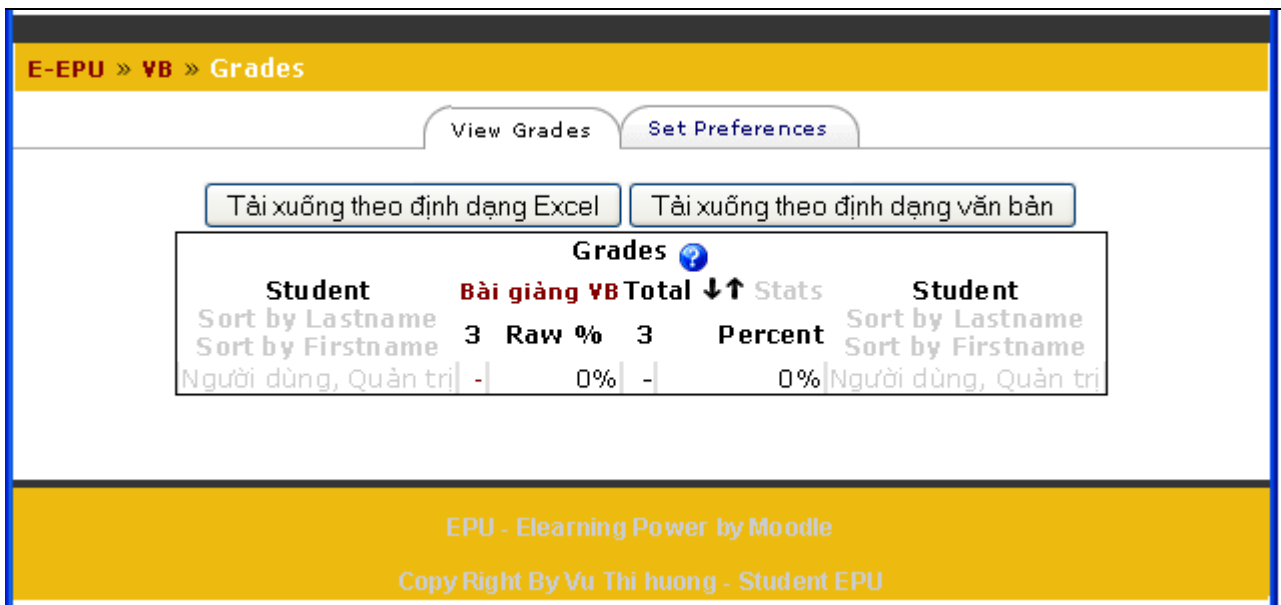 E-EPU » VB » Grades
View Grades Set Preferences
Tải xuống theo định dạng Excel Tải xuống theo định dạng văn bản
Grades ?
Student Bài giảng VB Total ↓↑ Stats Student
Sort by Lastname Sort by Lastname
3 Raw % 3 Percent
Sort by Firstname Sort by Firstname
Người dùng, Quản trị - 0% - 0% Người dùng, Quản trị
EPU - Elearning Power by Moodle
Copy Right By Vu Thi huong - Student EPU